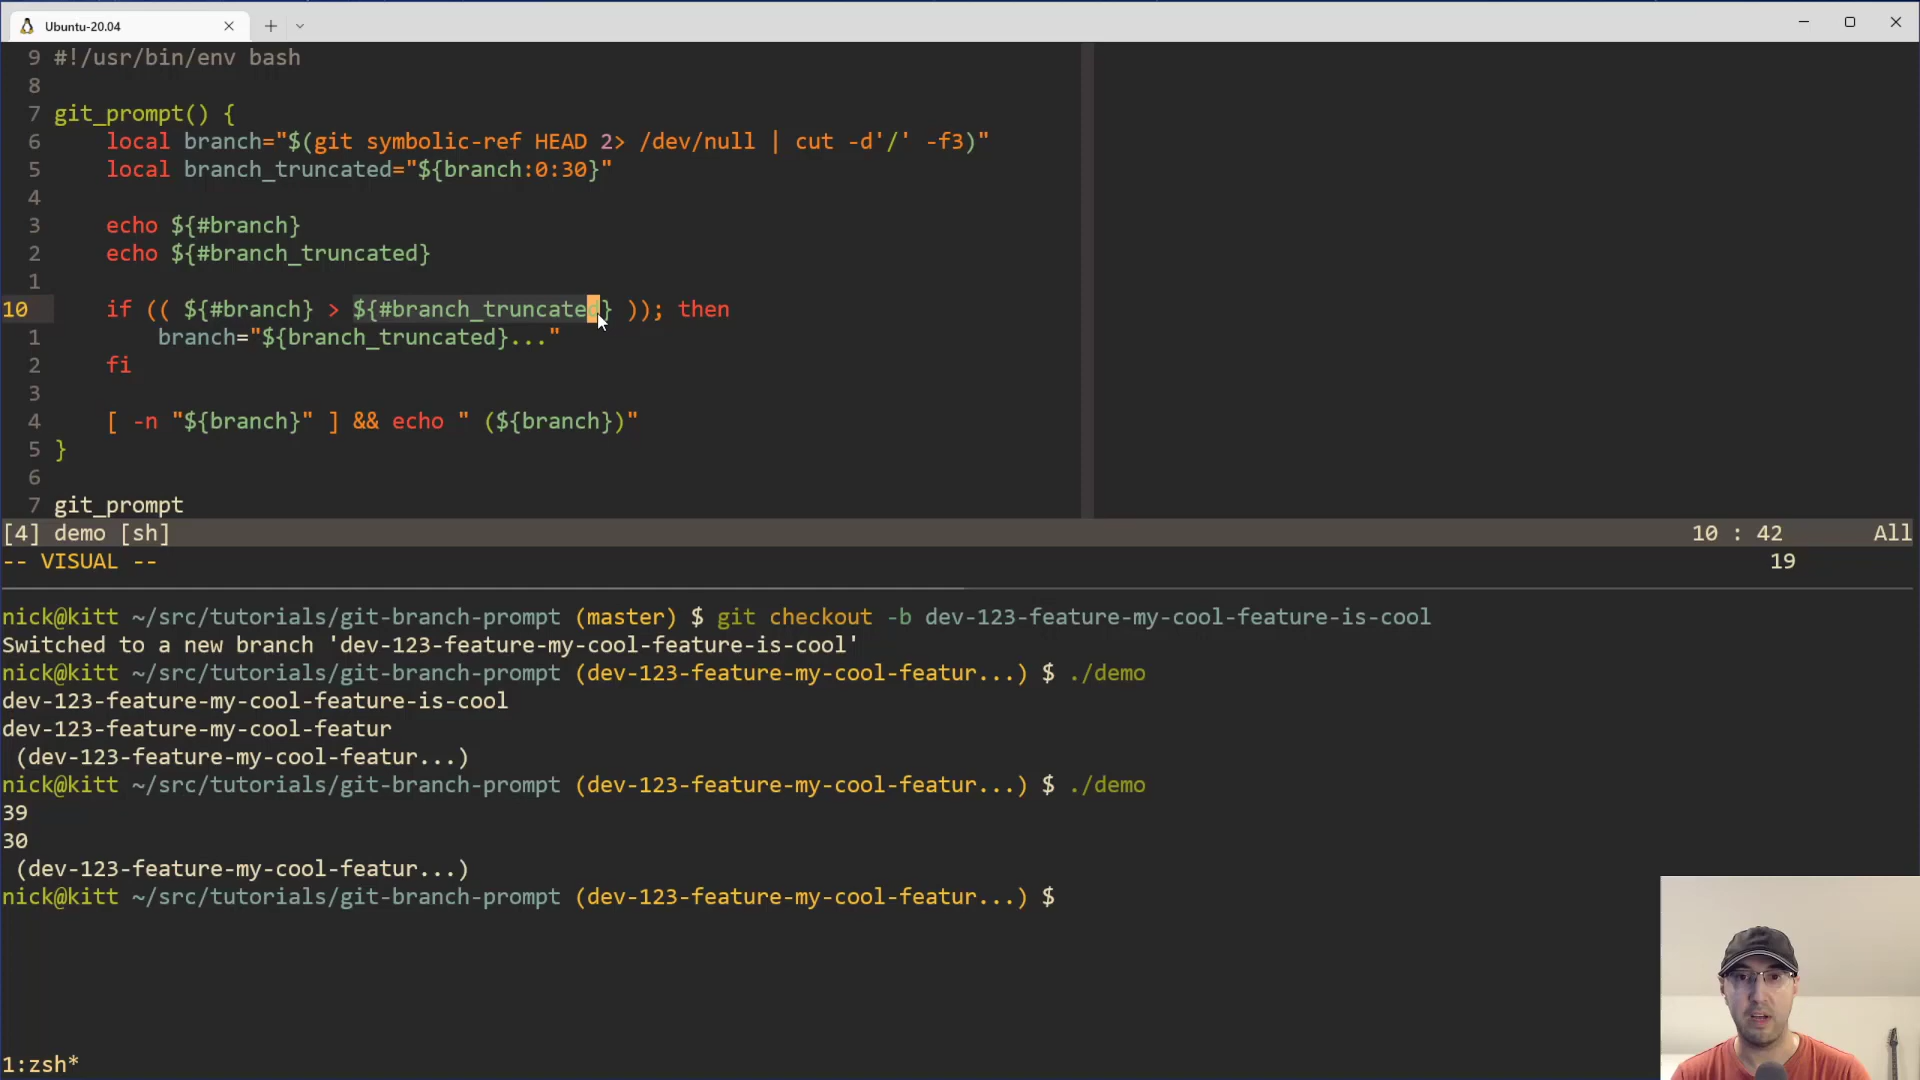 Ubuntu-20.04
9 #!/usr/bin/env bash
8
7 git_prompt() {
6     local branch="$(git symbolic-ref HEAD 2> /dev/null | cut -d'/' -f3)"
5     local branch_truncated="${branch:0:30}"
4
3     echo ${#branch}
2     echo ${#branch_truncated}
1
10     if (( ${#branch} > ${#branch_truncated} )); then
1         branch="${branch_truncated}..."
2     fi
3
4     [ -n "${branch}" ] && echo " (${branch})"
5 }
6
7 git_prompt
[4] demo [sh] 10 : 42 All
-- VISUAL -- 19
nick@kitt ~/src/tutorials/git-branch-prompt (master) $ git checkout -b dev-123-feature-my-cool-feature-is-cool
Switched to a new branch 'dev-123-feature-my-cool-feature-is-cool'
nick@kitt ~/src/tutorials/git-branch-prompt (dev-123-feature-my-cool-featur...) $ ./demo
dev-123-feature-my-cool-feature-is-cool
dev-123-feature-my-cool-featur
 (dev-123-feature-my-cool-featur...)
nick@kitt ~/src/tutorials/git-branch-prompt (dev-123-feature-my-cool-featur...) $ ./demo
39
30
 (dev-123-feature-my-cool-featur...)
nick@kitt ~/src/tutorials/git-branch-prompt (dev-123-feature-my-cool-featur...) $
1:zsh*